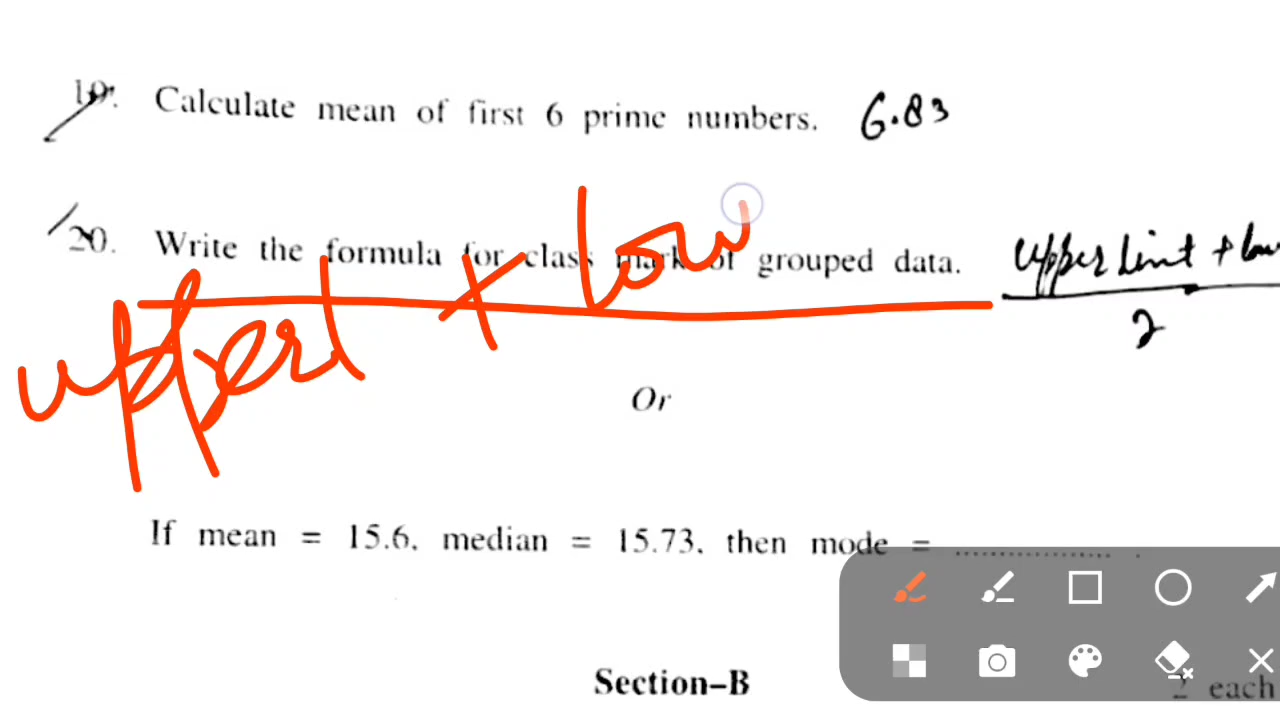 19. Calculate mean of first 6 prime numbers. 6.83
20. Write the formula for class mark of grouped data. Upper Limit + Low
2
uppert + low
Or
If mean = 15.6, median = 15.73, then mode = ................. .
Section-B
2 each